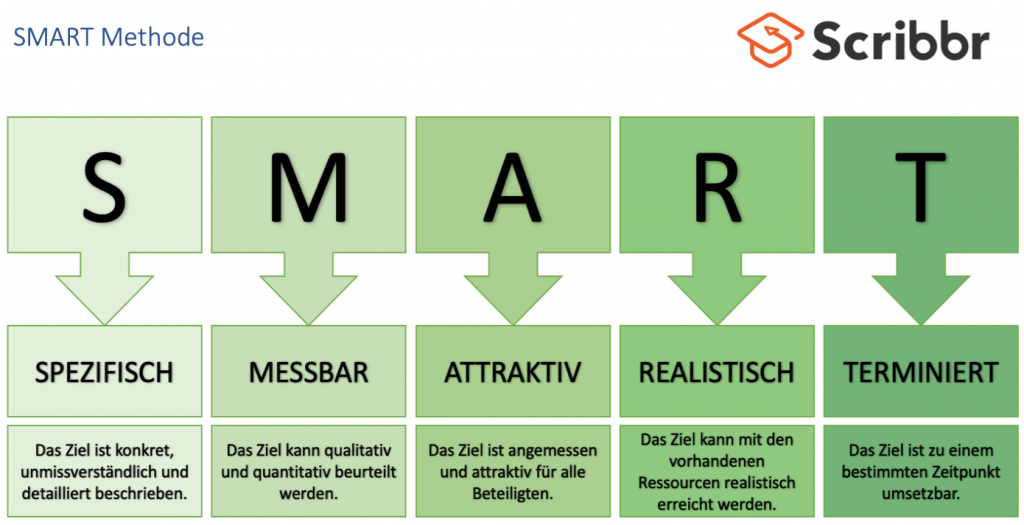 SMART Methode
Scribbr
S
M
A
R
T
SPEZIFISCH
MESSBAR
ATTRAKTIV
REALISTISCH
TERMINIERT
Das Ziel ist konkret,
unmissverständlich und
detailliert beschrieben.
Das Ziel kann qualitativ
und quantitativ beurteilt
werden.
Das Ziel ist angemessen
und attraktiv für alle
Beteiligten.
Das Ziel kann mit den
vorhandenen
Ressourcen realistisch
erreicht werden.
Das Ziel ist zu einem
bestimmten Zeitpunkt
umsetzbar.